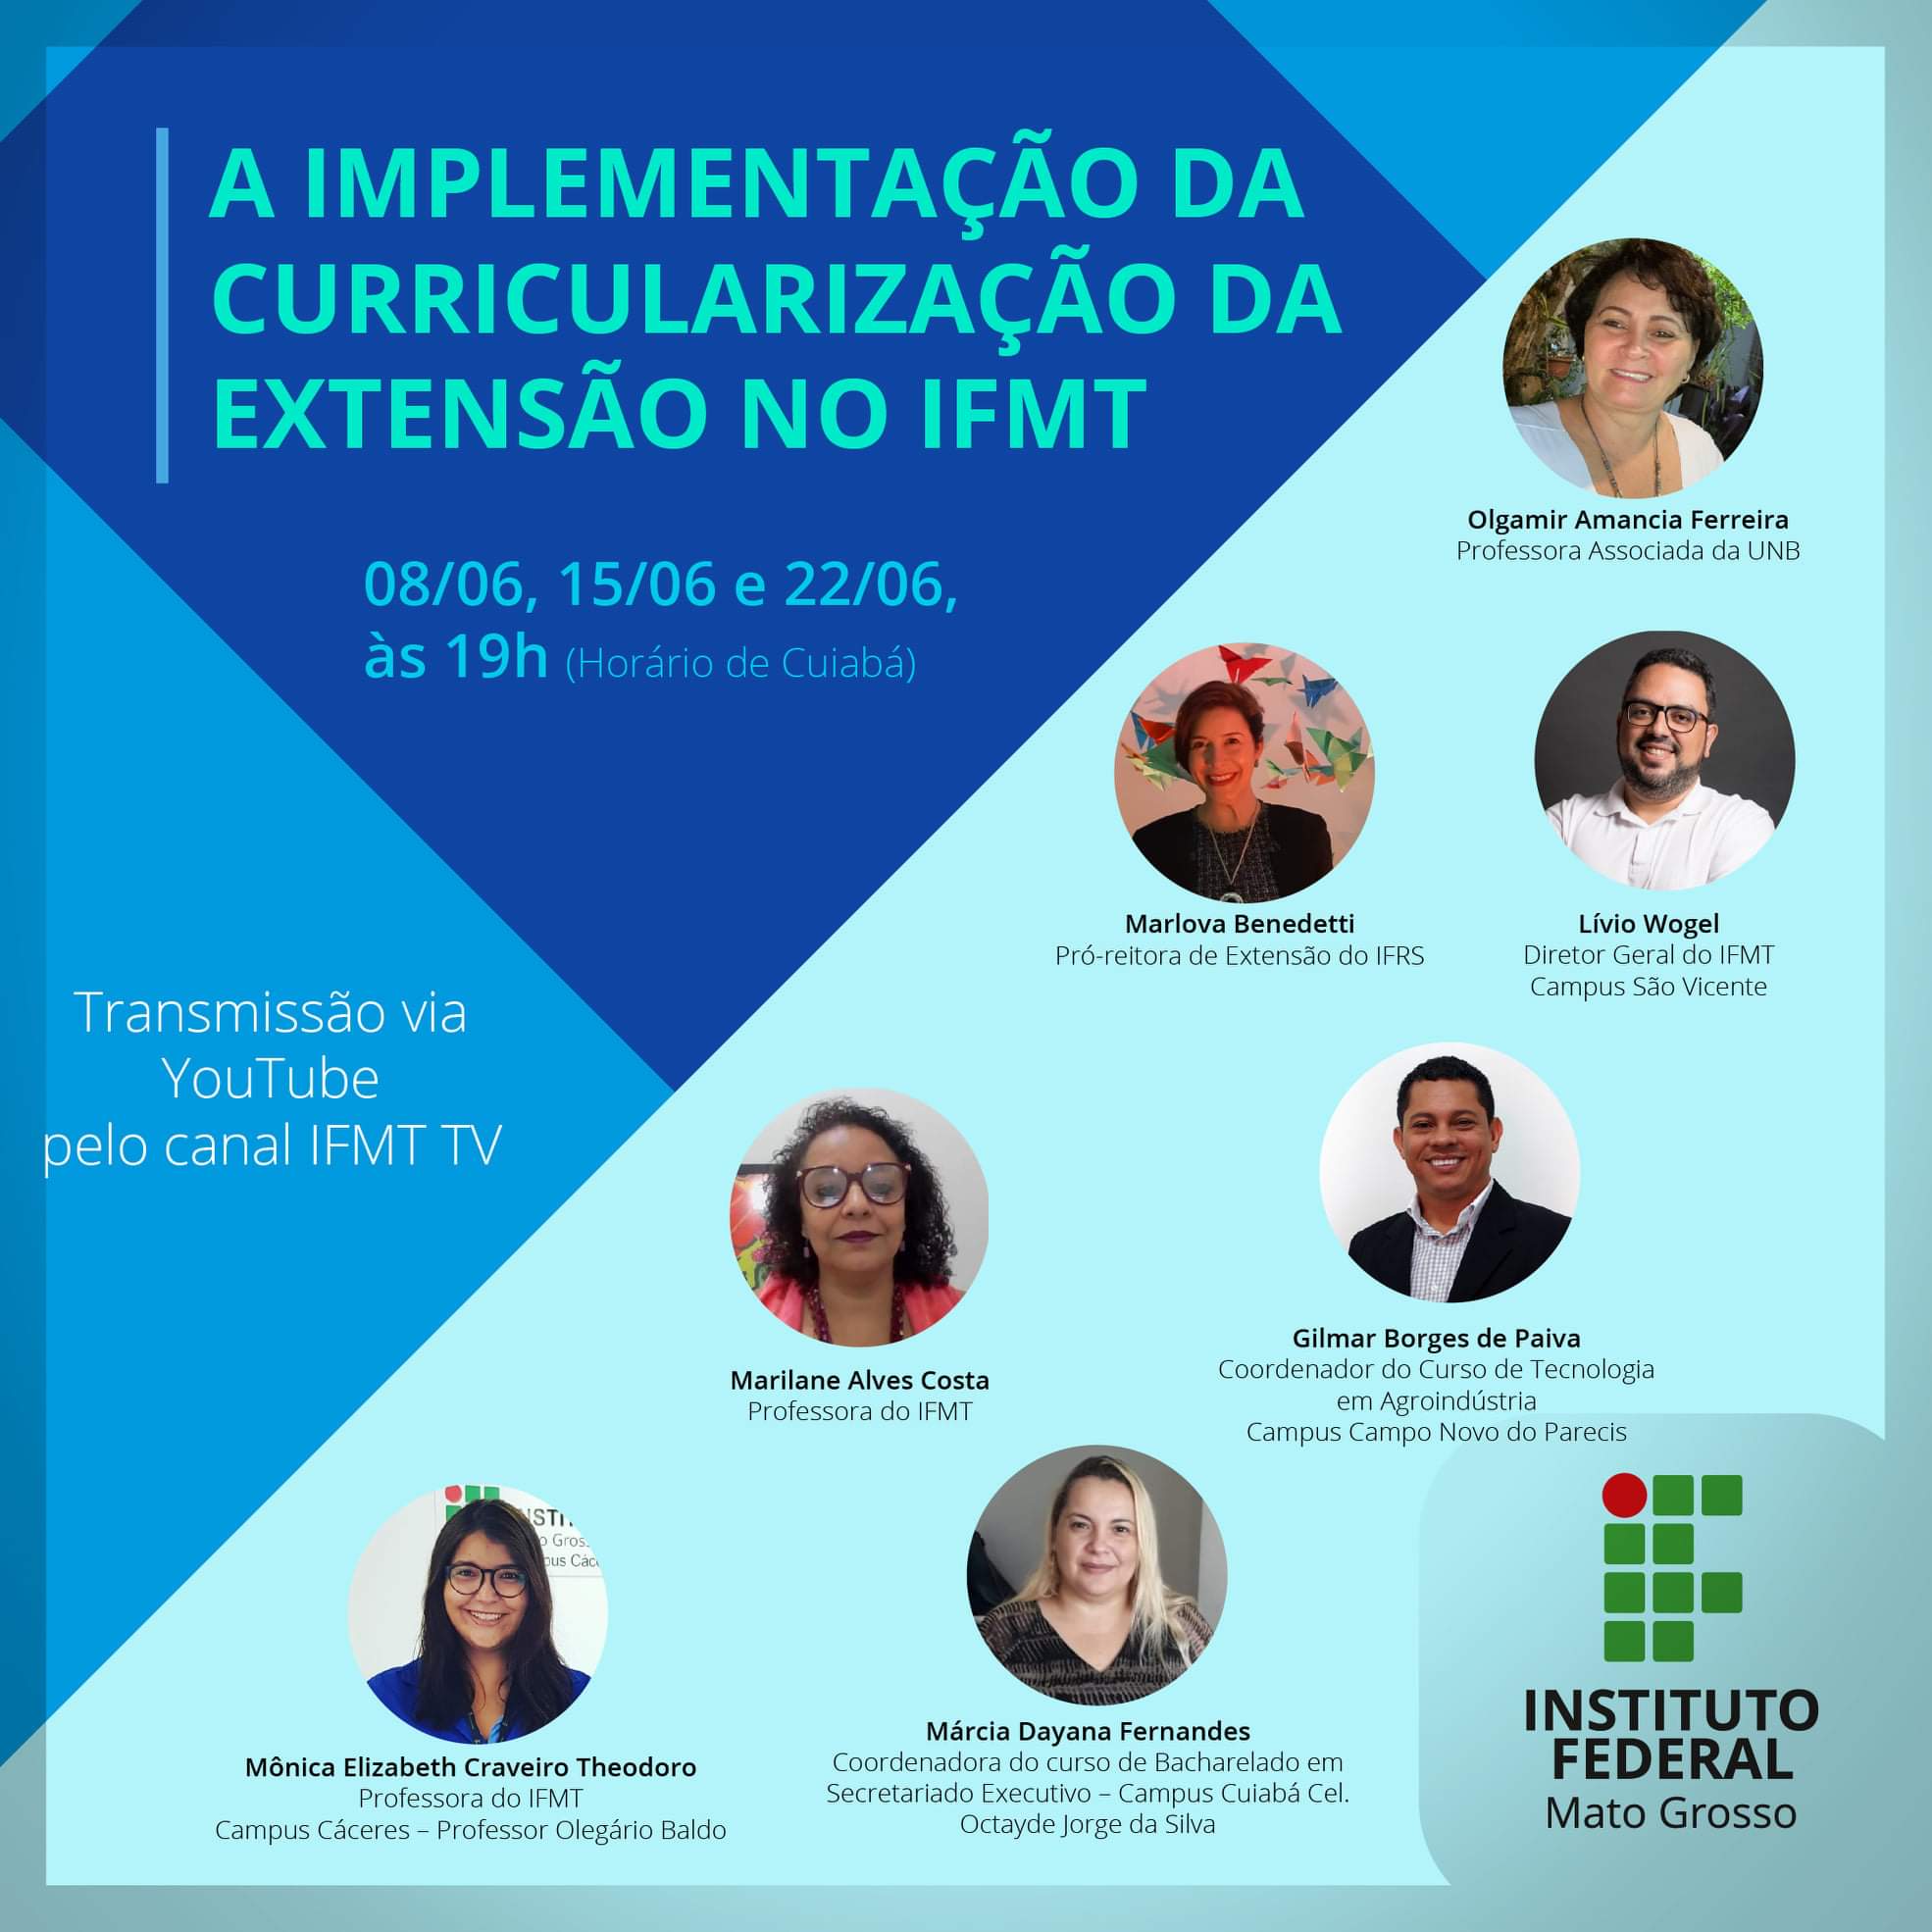 A IMPLEMENTAÇÃO DA
CURRICULARIZAÇÃO DA
EXTENSÃO NO IFMT
08/06, 15/06 e 22/06,
às 19h (Horário de Cuiabá)
Olgamir Amancia Ferreira
Professora Associada da UNB
Marlova Benedetti
Pró-reitora de Extensão do IFRS
Lívio Wogel
Diretor Geral do IFMT
Campus São Vicente
Transmissão via
YouTube
pelo canal IFMT TV
Marilane Alves Costa
Professora do IFMT
Gilmar Borges de Paiva
Coordenador do Curso de Tecnologia
em Agroindústria
Campus Campo Novo do Parecis
Mônica Elizabeth Craveiro Theodoro
Professora do IFMT
Campus Cáceres – Professor Olegário Baldo
Márcia Dayana Fernandes
Coordenadora do curso de Bacharelado em
Secretariado Executivo – Campus Cuiabá Cel.
Octayde Jorge da Silva
INSTITUTO
FEDERAL
Mato Grosso